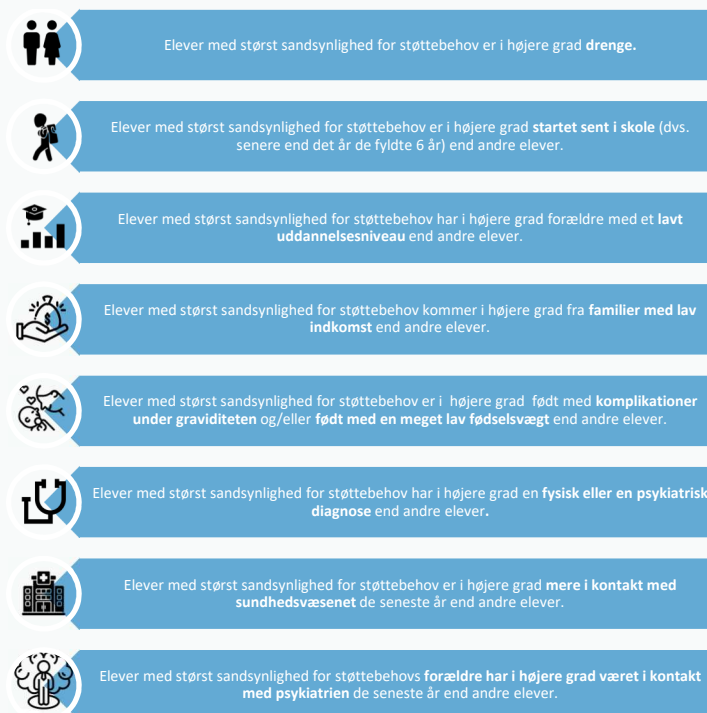 Elever med størst sandsynlighed for støttebehov er i højere grad drenge.
Elever med størst sandsynlighed for støttebehov er i højere grad startet sent i skole (dvs.
senere end det år de fyldte 6 år) end andre elever.
Elever med størst sandsynlighed for støttebehov har i højere grad forældre med et lavt
uddannelsesniveau end andre elever.
Elever med størst sandsynlighed for støttebehov kommer i højere grad fra familier med lav
indkomst end andre elever.
Elever med størst sandsynlighed for støttebehov er i højere grad født med komplikationer
under graviditeten og/eller født med en meget lav fødselsvægt end andre elever.
Elever med størst sandsynlighed for støttebehov har i højere grad en fysisk eller en psykiatrisk
diagnose end andre elever.
Elever med størst sandsynlighed for støttebehov er i højere grad mere i kontakt med
sundhedsvæsenet de seneste år end andre elever.
Elever med størst sandsynlighed for støttebehovs forældre har i højere grad været i kontakt
med psykiatrien de seneste år end andre elever.